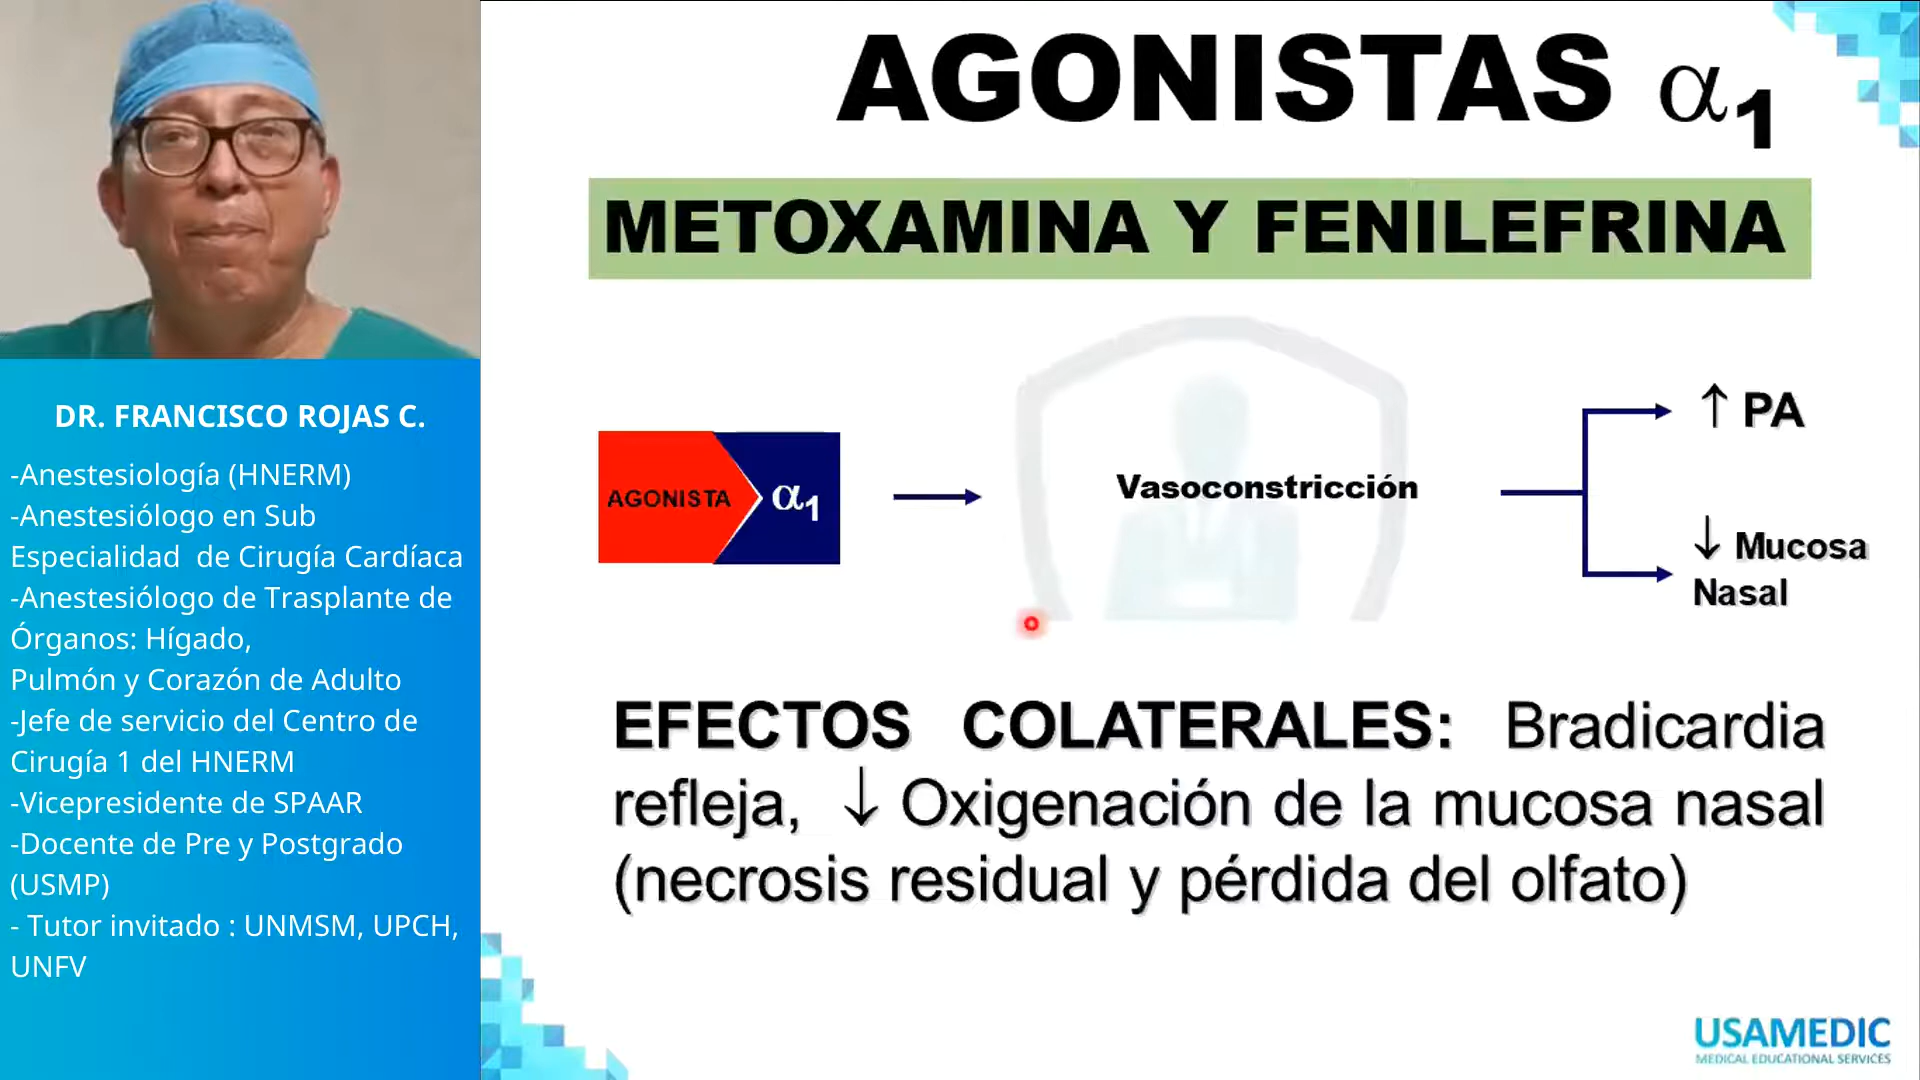 DR. FRANCISCO ROJAS C.
-Anestesiología (HNERM)
-Anestesiólogo en Sub
Especialidad de Cirugía Cardíaca
-Anestesiólogo de Trasplante de
Órganos: Hígado,
Pulmón y Corazón de Adulto
-Jefe de servicio del Centro de
Cirugía 1 del HNERM
-Vicepresidente de SPAAR
-Docente de Pre y Postgrado
(USMP)
- Tutor invitado : UNMSM, UPCH,
UNFV
AGONISTAS α1
METOXAMINA Y FENILEFRINA
AGONISTA α1
Vasoconstricción
↑ PA
↓ Mucosa
Nasal
EFECTOS COLATERALES: Bradicardia
refleja, ↓ Oxigenación de la mucosa nasal
(necrosis residual y pérdida del olfato)
USAMEDIC
MEDICAL EDUCATIONAL SERVICES